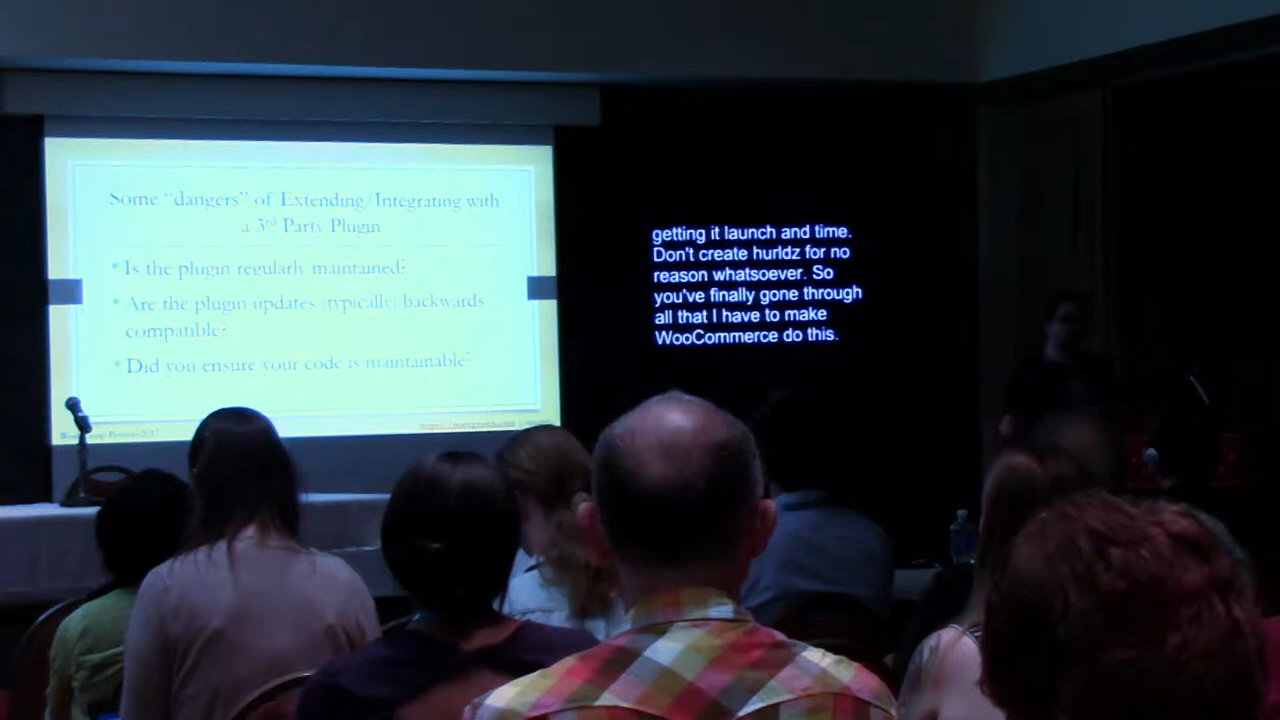 Some “dangers” of Extending/Integrating with
a 3rd Party Plugin
• Is the plugin regularly maintained?
• Are the plugin updates (typically) backwards
compatible?
• Did you ensure your code is maintainable?
getting it launch and time.
Don't create hurldz for no
reason whatsoever. So
you've finally gone through
all that I have to make
WooCommerce do this.